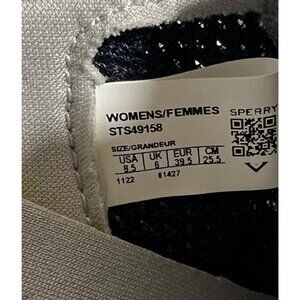 WOMENS/FEMMES
STS49158
SPERRY
SIZE/GRANDEUR
USA UK EUR CM
8.5 6 39.5 25.5
1122 61427